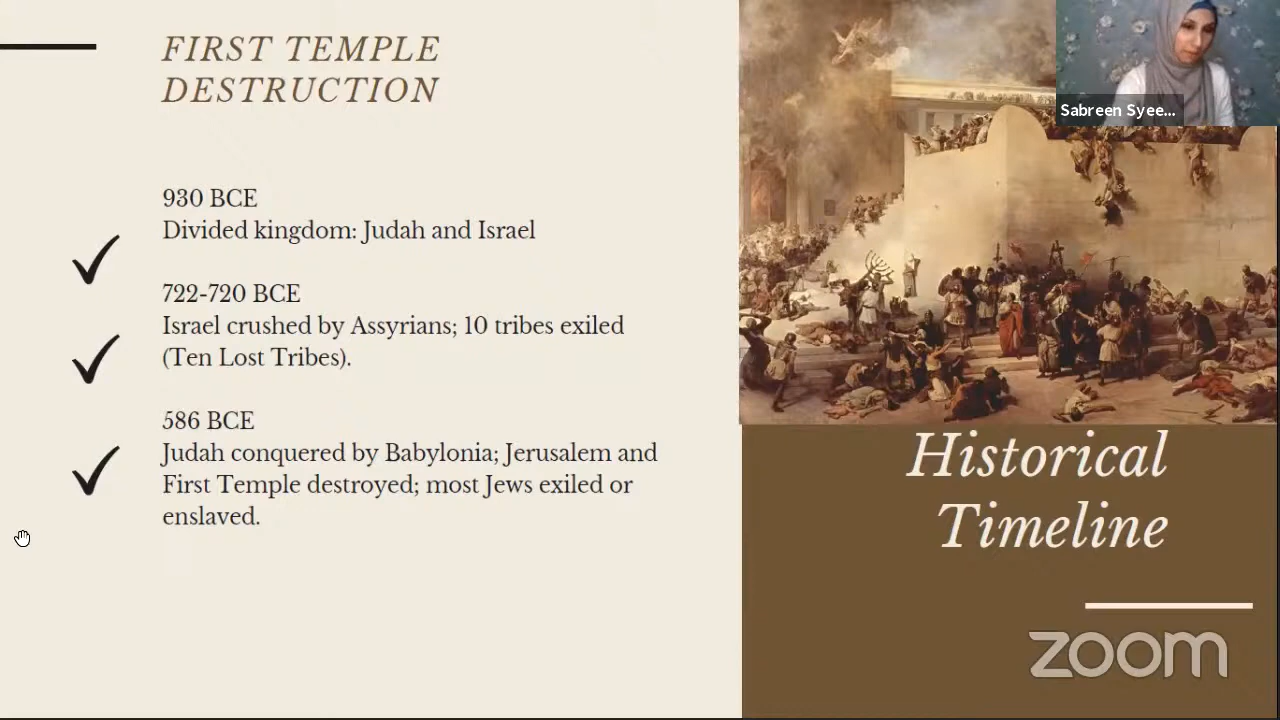 FIRST TEMPLE
DESTRUCTION
930 BCE
Divided kingdom: Judah and Israel
722-720 BCE
Israel crushed by Assyrians; 10 tribes exiled
(Ten Lost Tribes).
586 BCE
Judah conquered by Babylonia; Jerusalem and
First Temple destroyed; most Jews exiled or
enslaved.
Sabreen Syee...
Historical
Timeline
zoom